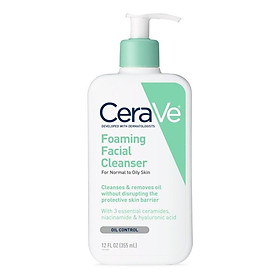 CeraVe
DEVELOPED WITH DERMATOLOGISTS
Foaming
Facial
Cleanser
For Normal to Oily Skin
Cleanses & removes oil
without disrupting the
protective skin barrier
With 3 essential ceramides,
niacinamide & hyaluronic acid
OIL CONTROL
12 FL OZ (355 mL)